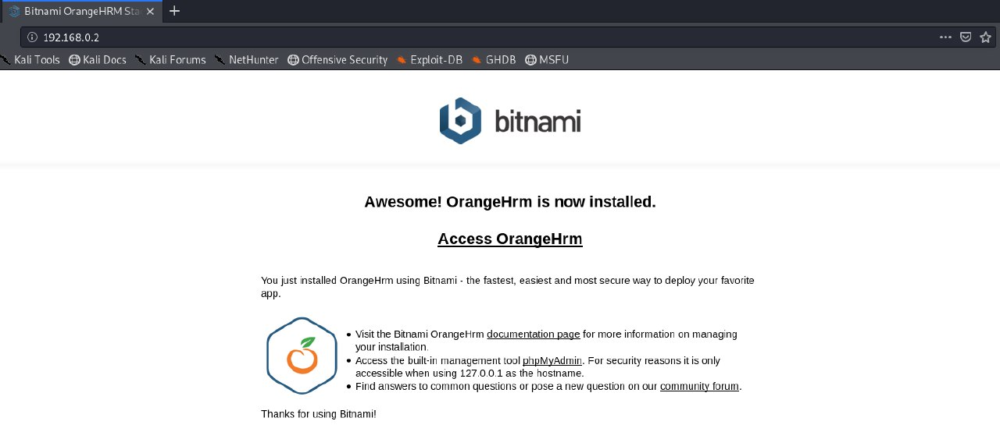 Bitnami OrangeHRM Sta
192.168.0.2
Kali Tools Kali Docs Kali Forums NetHunter Offensive Security Exploit-DB GHDB MSFU
bitnami
Awesome! OrangeHrm is now installed.
Access OrangeHrm
You just installed OrangeHrm using Bitnami - the fastest, easiest and most secure way to deploy your favorite
app.
Visit the Bitnami OrangeHrm documentation page for more information on managing
your installation.
Access the built-in management tool phpMyAdmin. For security reasons it is only
accessible when using 127.0.0.1 as the hostname.
Find answers to common questions or pose a new question on our community forum.
Thanks for using Bitnami!